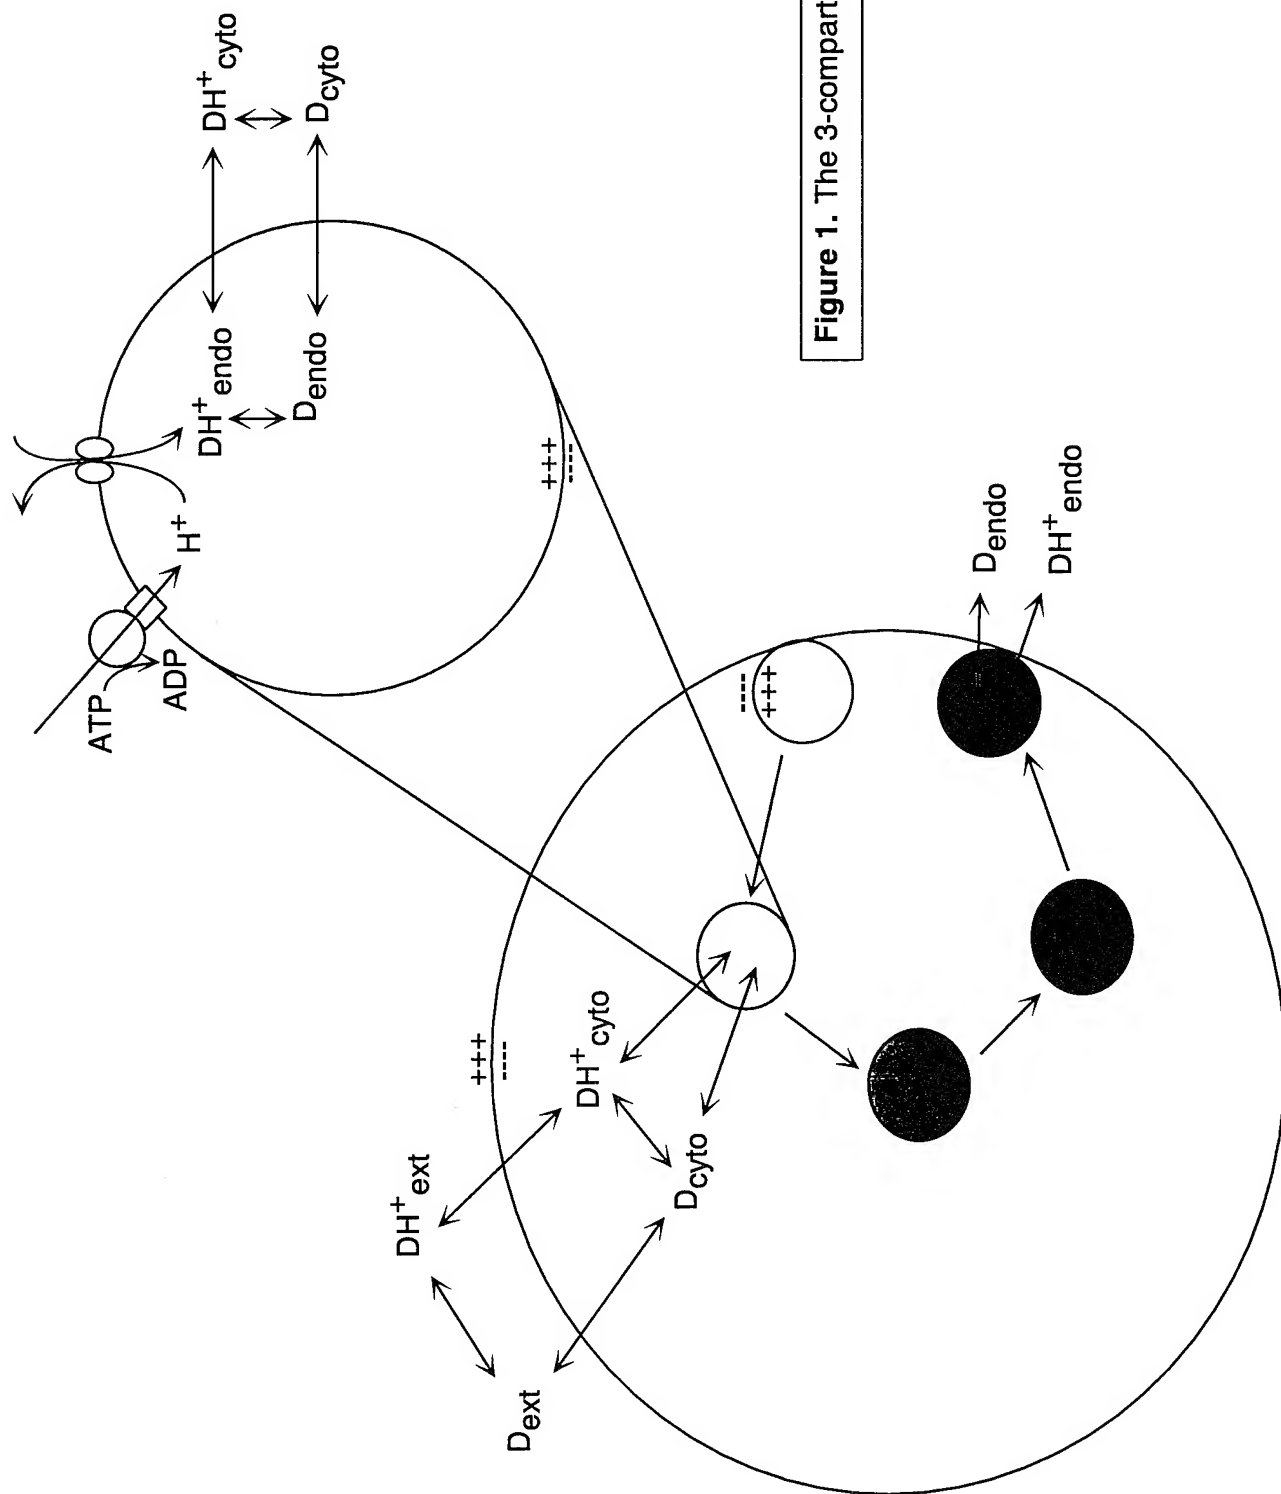 ATP
ADP
H+
DH+endo
DH+cyto
Dendo
Dcyto
DH+ext
+++
----
Dext
+++
----
DH+cyto
Dcyto
----
+++
Figure 1. The 3-compart
Dendo
DH+endo